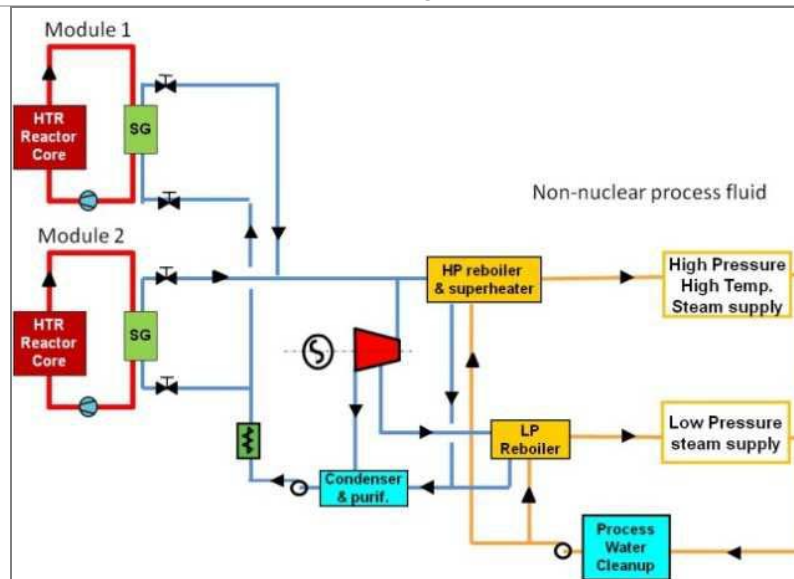 Module 1
HTR
Reactor
Core
SG
Non-nuclear process fluid
Module 2
HTR
Reactor
Core
SG
HP reboiler
& superheater
High Pressure
High Temp.
Steam supply
LP
Reboiler
Low Pressure
steam supply
Condenser
& purif.
Process
Water
Cleanup